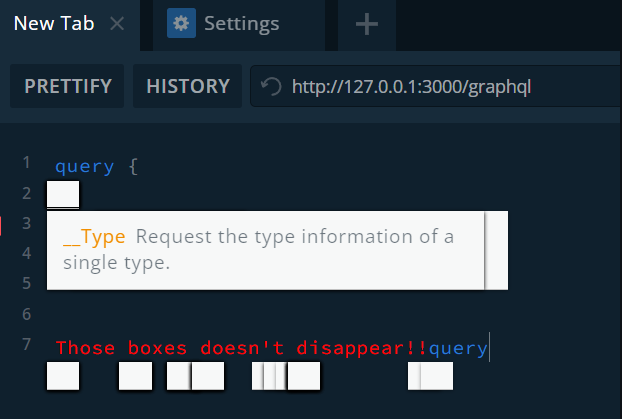 New Tab × Settings +
PRETTIFY HISTORY http://127.0.0.1:3000/graphql
1 query {
2
3 __Type Request the type information of a
4 single type.
5
6
7 Those boxes doesn't disappear!!query